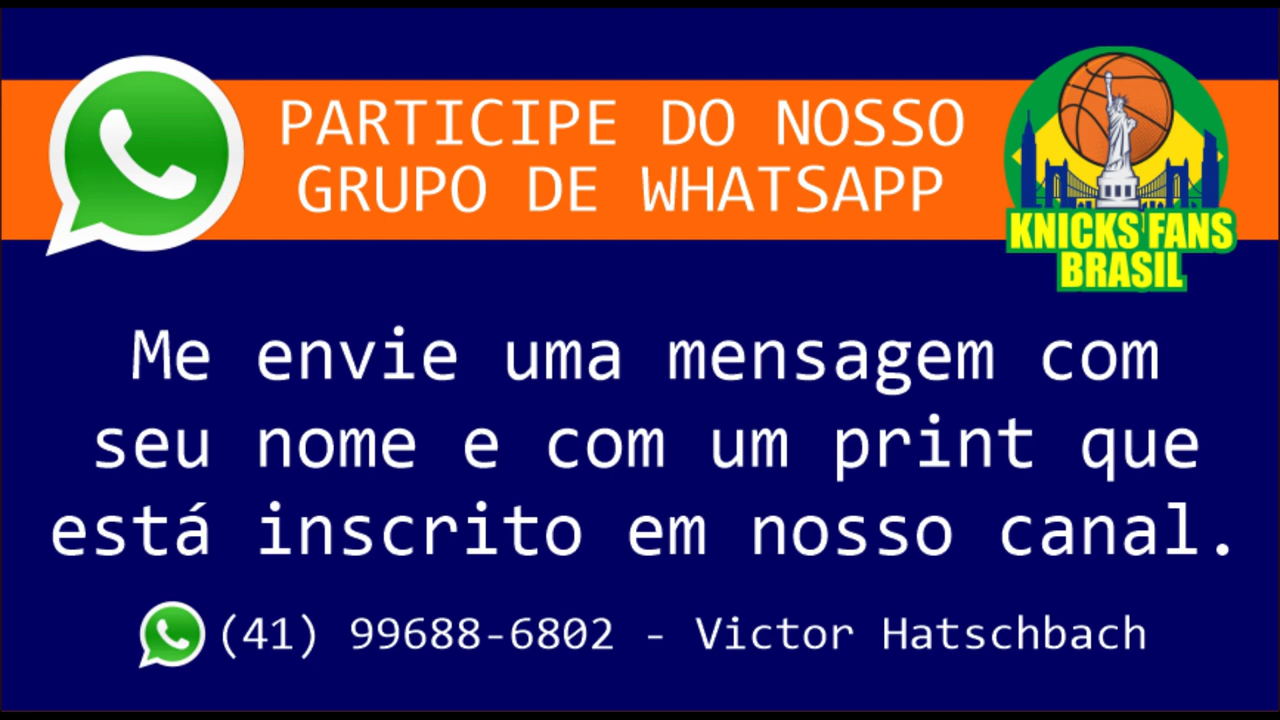 PARTICIPE DO NOSSO
GRUPO DE WHATSAPP
KNICKS FANS
BRASIL
Me envie uma mensagem com
seu nome e com um print que
está inscrito em nosso canal.
(41) 99688-6802 - Victor Hatschbach